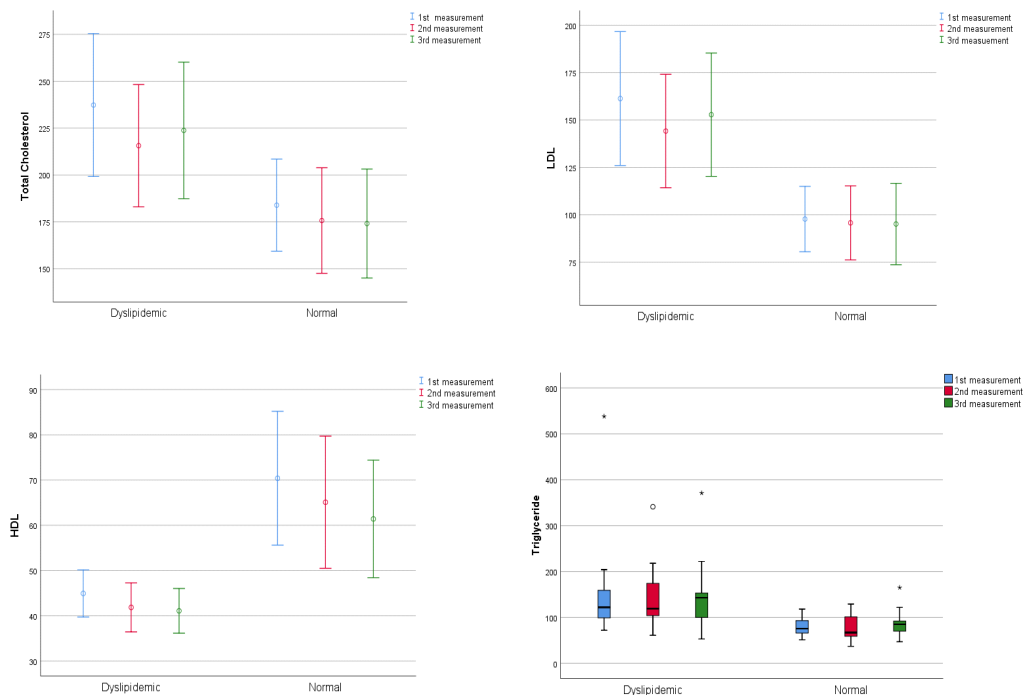 1st measurement
2nd measurement
3rd measurement
275
250
225
200
175
150
Total Cholesterol
Dyslipidemic Normal
1st measurement
2nd measurement
3rd meauement
200
175
150
125
100
75
LDL
Dyslipidemic Normal
1st measurement
2nd measurement
3rd measurement
90
80
70
60
50
40
30
HDL
Dyslipidemic Normal
1st measurement
2nd measurement
3rd measurement
600
500
400
300
200
100
0
Triglyceride
Dyslipidemic Normal